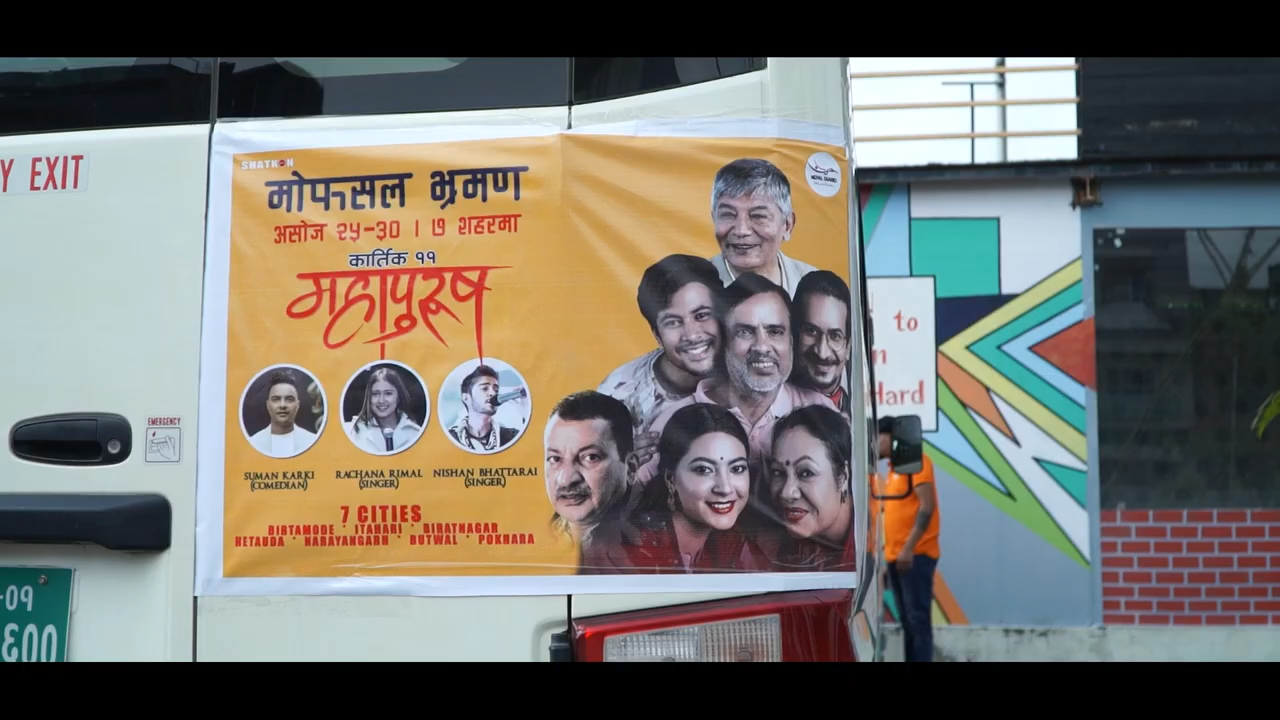 Y EXIT
SHATKON
मोफसल भ्रमण
असोज २५-३० । ७ शहरमा
कार्तिक ११
महापुरुष
SUMAN KARKI
(COMEDIAN)
RACHANA RIMAL
(SINGER)
NISHAN BHATTARAI
(SINGER)
7 CITIES
BIRTAMODE * ITAHARI * BIRATNAGAR
HETAUDA * NARAYANGARH * BUTWAL * POKHARA
EMERGENCY
to
Hard